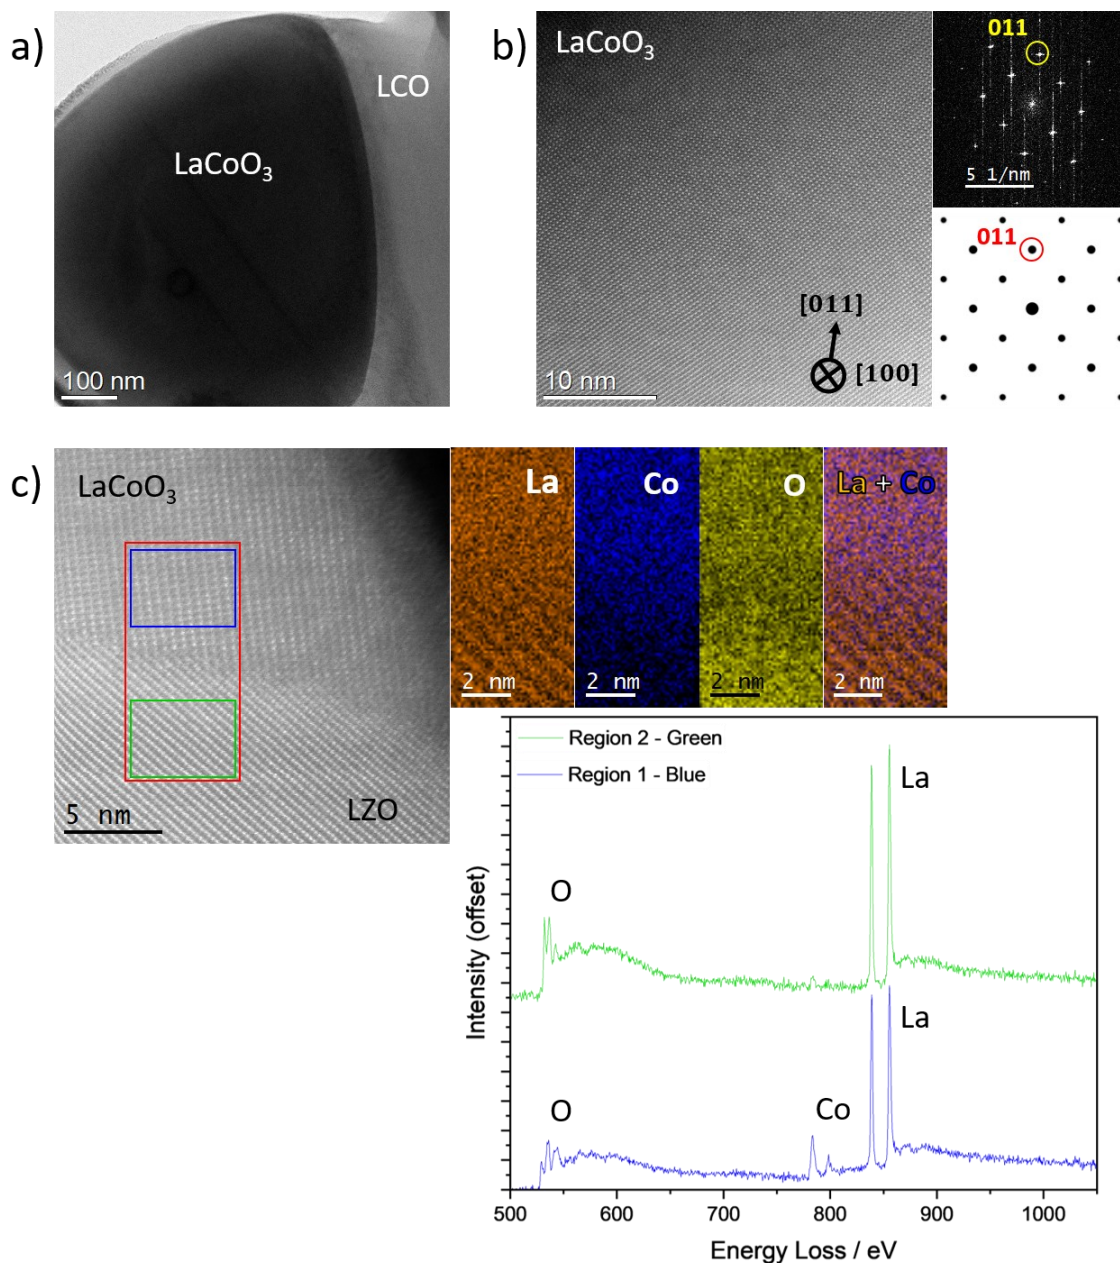 a)
LCO
LaCoO₃
100 nm
b)
LaCoO₃
[011]
[100]
10 nm
011
5 1/nm
011
c)
LaCoO₃
5 nm
LZO
La
2 nm
Co
2 nm
O
2 nm
La + Co
2 nm
Region 2 - Green
Region 1 - Blue
La
O
La
O
Co
Intensity (offset)
500 600 700 800 900 1000
Energy Loss / eV